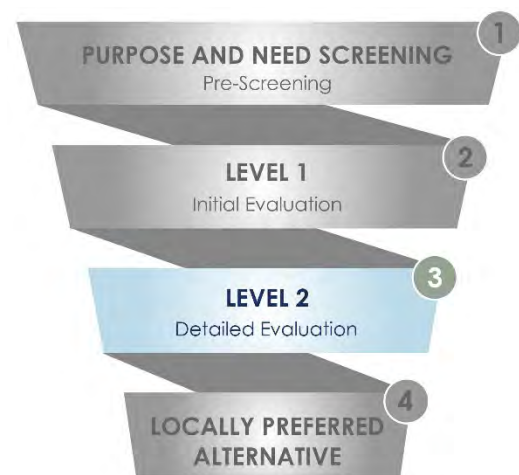 1
PURPOSE AND NEED SCREENING
Pre-Screening
2
LEVEL 1
Initial Evaluation
3
LEVEL 2
Detailed Evaluation
4
LOCALLY PREFERRED
ALTERNATIVE